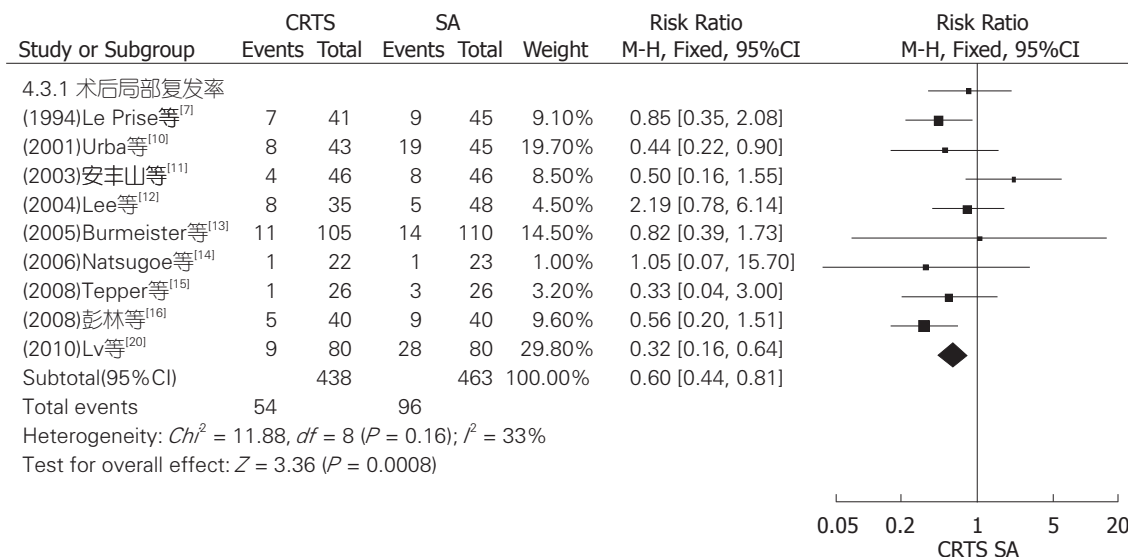 CRTS SA Risk Ratio Risk Ratio
Study or Subgroup Events Total Events Total Weight M-H, Fixed, 95%CI M-H, Fixed, 95%CI
4.3.1 术后局部复发率
(1994)Le Prise等[7] 7 41 9 45 9.10% 0.85 [0.35, 2.08]
(2001)Urba等[10] 8 43 19 45 19.70% 0.44 [0.22, 0.90]
(2003)安丰山等[11] 4 46 8 46 8.50% 0.50 [0.16, 1.55]
(2004)Lee等[12] 8 35 5 48 4.50% 2.19 [0.78, 6.14]
(2005)Burmeister等[13] 11 105 14 110 14.50% 0.82 [0.39, 1.73]
(2006)Natsugoe等[14] 1 22 1 23 1.00% 1.05 [0.07, 15.70]
(2008)Tepper等[15] 1 26 3 26 3.20% 0.33 [0.04, 3.00]
(2008)彭林等[16] 5 40 9 40 9.60% 0.56 [0.20, 1.51]
(2010)Lv等[20] 9 80 28 80 29.80% 0.32 [0.16, 0.64]
Subtotal(95%CI) 438 463 100.00% 0.60 [0.44, 0.81]
Total events 54 96
Heterogeneity: Chi² = 11.88, df = 8 (P = 0.16); I² = 33%
Test for overall effect: Z = 3.36 (P = 0.0008)
0.05 0.2 1 5 20
CRTS SA